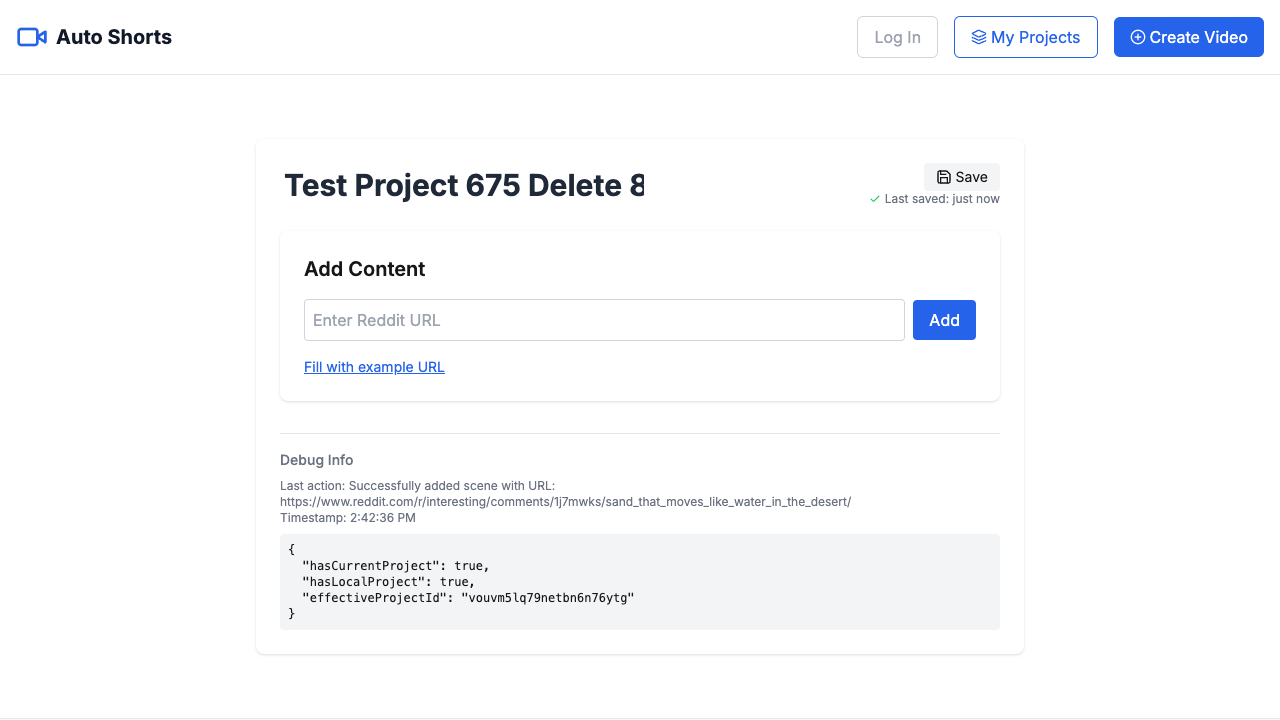 Auto Shorts
Log In
My Projects
Create Video
Test Project 675 Delete 8
Save
Last saved: just now
Add Content
Enter Reddit URL
Add
Fill with example URL
Debug Info
Last action: Successfully added scene with URL:
https://www.reddit.com/r/interesting/comments/1j7mwks/sand_that_moves_like_water_in_the_desert/
Timestamp: 2:42:36 PM
{
  "hasCurrentProject": true,
  "hasLocalProject": true,
  "effectiveProjectId": "vouvm5lq79netbn6n76ytg"
}